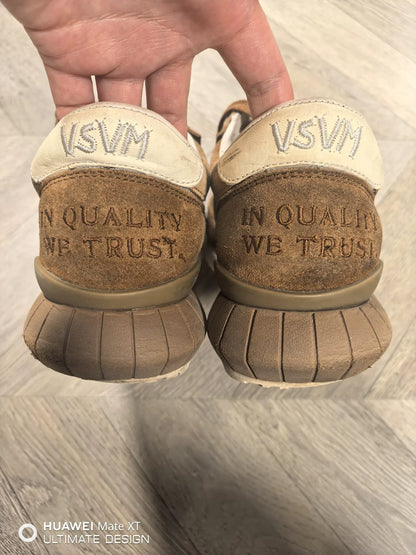 VSVM
IN QUALITY
WE TRUST.
VSVM
IN QUALITY
WE TRUST.
HUAWEI Mate XT
ULTIMATE DESIGN